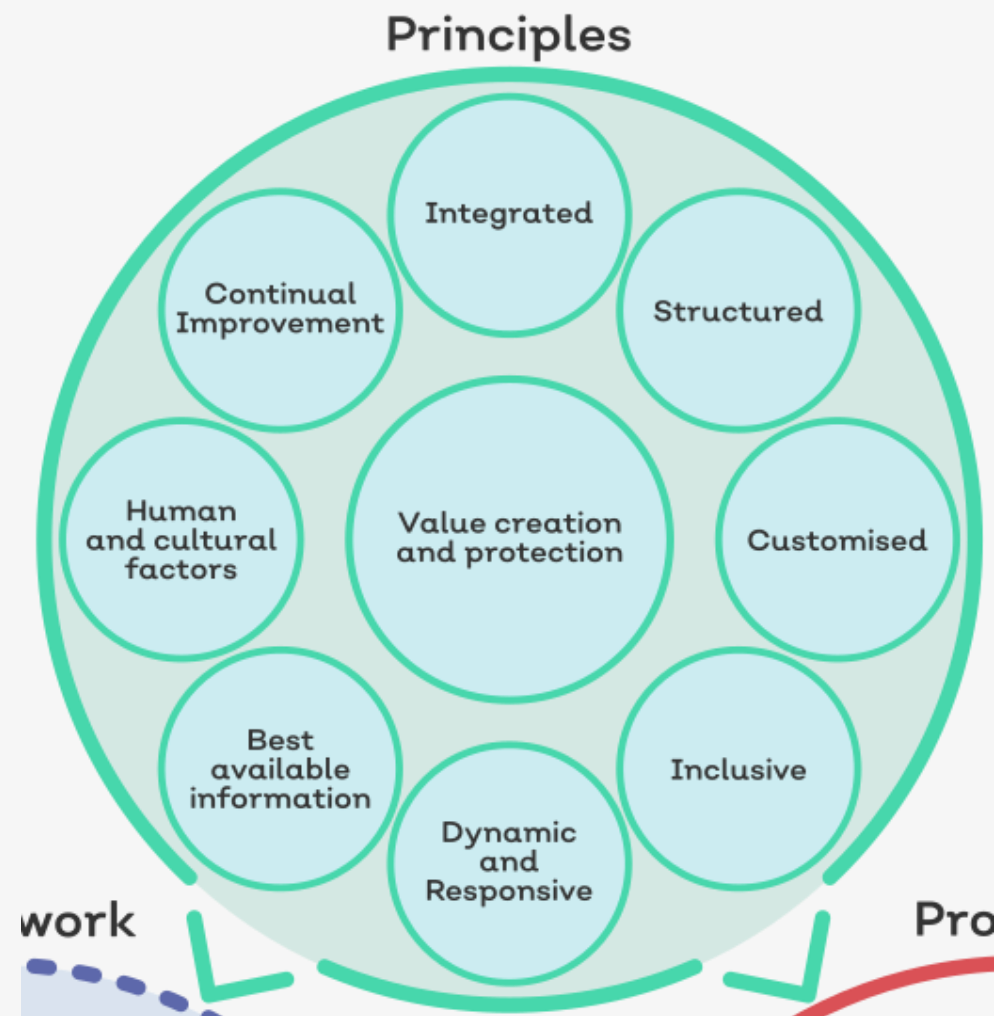 Principles
Integrated
Continual
Improvement
Structured
Human
and cultural
factors
Value creation
and protection
Customised
Best
available
information
Inclusive
Dynamic
and
Responsive
work
Pro